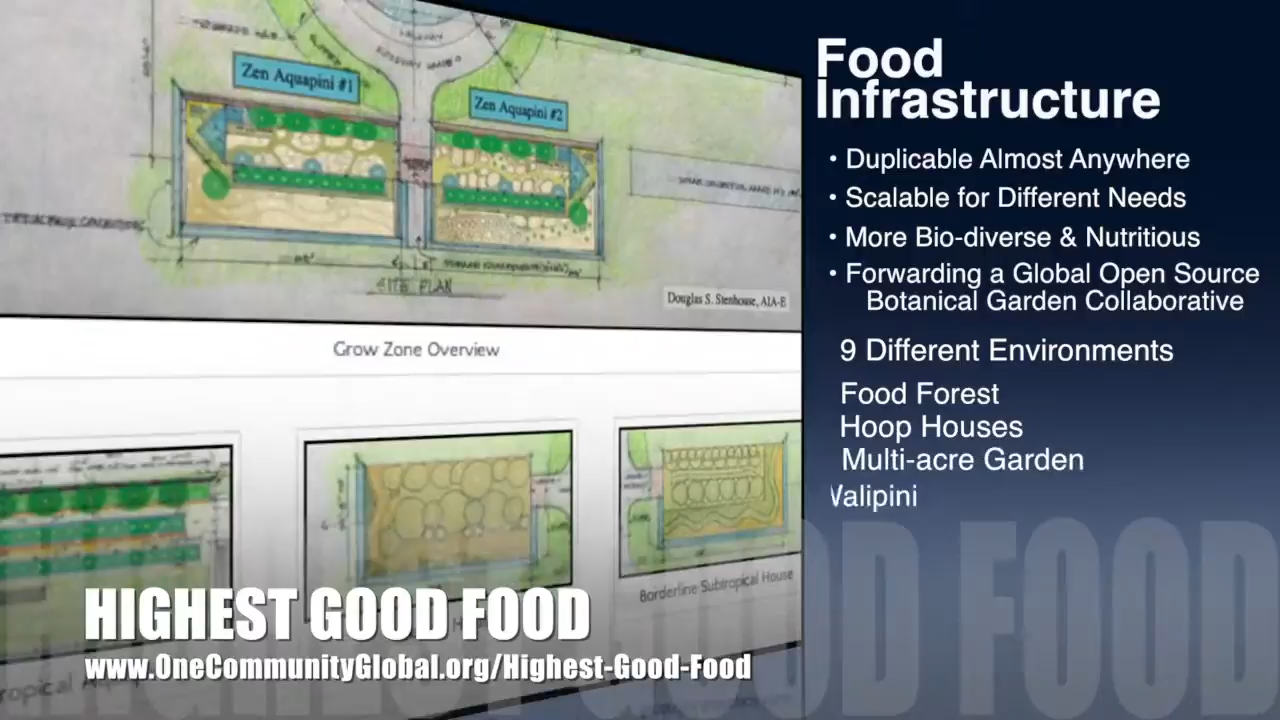 Zen Aquapini #1
Zen Aquapini #2
SITE PLAN
Douglas S. Stenhouse, AIA-E
Grow Zone Overview
Borderline Subtropical House
HIGHEST GOOD FOOD
www.OneCommunityGlobal.org/Highest-Good-Food
Food
Infrastructure
• Duplicable Almost Anywhere
• Scalable for Different Needs
• More Bio-diverse & Nutritious
• Forwarding a Global Open Source
Botanical Garden Collaborative
9 Different Environments
Food Forest
Hoop Houses
Multi-acre Garden
Walipini
GOOD FOOD